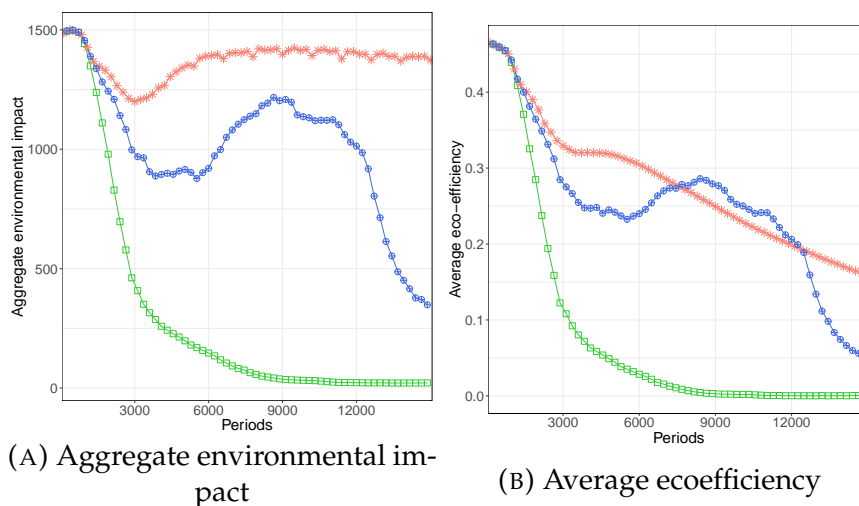 1500
1000
500
0
Aggregate environmental impact
3000
6000
9000
12000
Periods
(A) Aggregate environmental im-
pact
0.4
0.3
0.2
0.1
0.0
Average eco−efficiency
3000
6000
9000
12000
Periods
(B) Average ecoefficiency